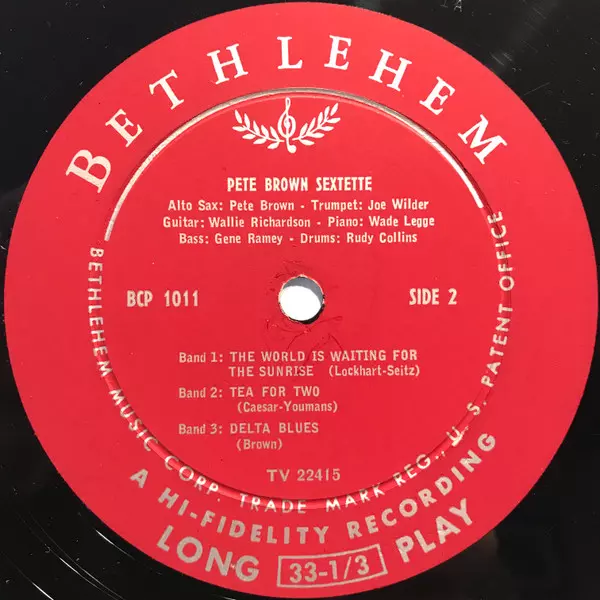 BETHLEHEM
PETE BROWN SEXTETTE
Alto Sax: Pete Brown - Trumpet: Joe Wilder
Guitar: Wallie Richardson - Piano: Wade Legge
Bass: Gene Ramey - Drums: Rudy Collins
BCP 1011
SIDE 2
Band 1: THE WORLD IS WAITING FOR
THE SUNRISE (Lockhart-Seitz)
Band 2: TEA FOR TWO
(Caesar-Youmans)
Band 3: DELTA BLUES
(Brown)
TV 22415
BETHLEHEM MUSIC CORP. TRADE MARK REG., U. S. PATENT OFFICE
A HI-FIDELITY RECORDING
LONG 33-1/3 PLAY